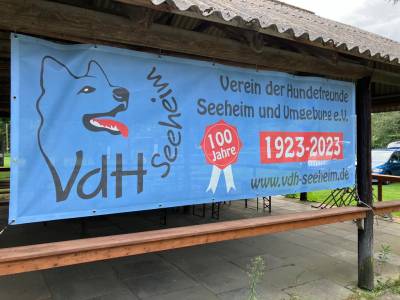 VdH
Seeheim
Verein der Hundefreunde
Seeheim und Umgebung e.V.
100
Jahre
1923-2023
www.vdh-seeheim.de